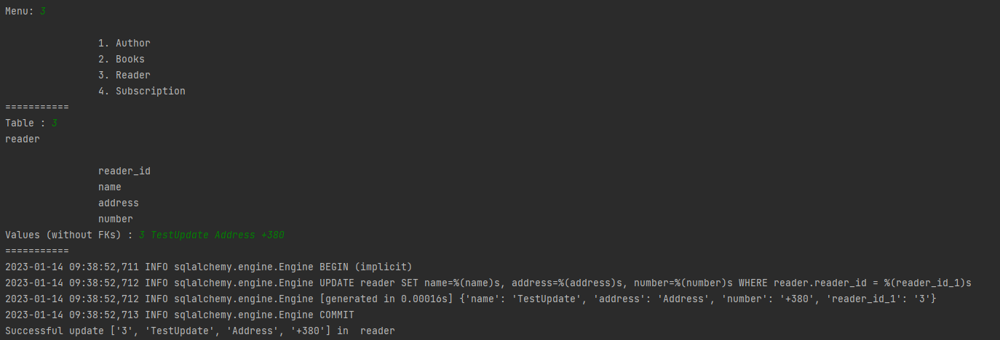 Menu: 3
1. Author
2. Books
3. Reader
4. Subscription
===========
Table : 3
reader
reader_id
name
address
number
Values (without FKs) : 3 TestUpdate Address +380
===========
2023-01-14 09:38:52,711 INFO sqlalchemy.engine.Engine BEGIN (implicit)
2023-01-14 09:38:52,712 INFO sqlalchemy.engine.Engine UPDATE reader SET name=%(name)s, address=%(address)s, number=%(number)s WHERE reader.reader_id = %(reader_id_1)s
2023-01-14 09:38:52,712 INFO sqlalchemy.engine.Engine [generated in 0.00016s] {'name': 'TestUpdate', 'address': 'Address', 'number': '+380', 'reader_id_1': '3'}
2023-01-14 09:38:52,713 INFO sqlalchemy.engine.Engine COMMIT
Successful update ['3', 'TestUpdate', 'Address', '+380'] in  reader